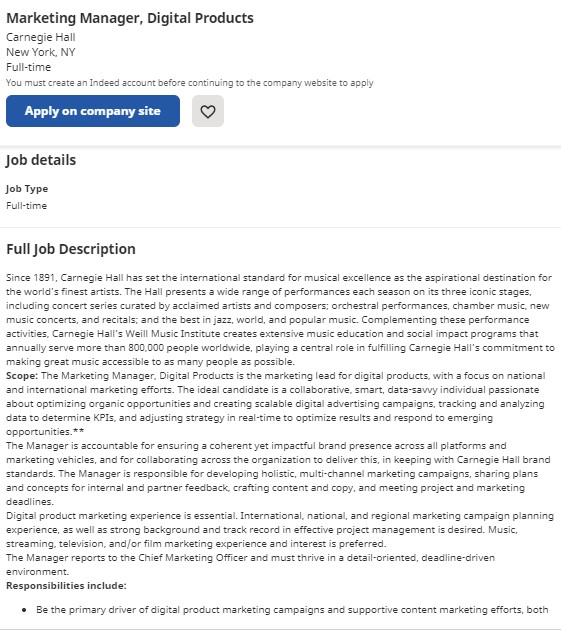 Marketing Manager, Digital Products
Carnegie Hall
New York, NY
Full-time
You must create an Indeed account before continuing to the company website to apply
Apply on company site
Job details
Job Type
Full-time
Full Job Description
Since 1891, Carnegie Hall has set the international standard for musical excellence as the aspirational destination for
the world's finest artists. The Hall presents a wide range of performances each season on its three iconic stages,
including concert series curated by acclaimed artists and composers; orchestral performances, chamber music, new
music concerts, and recitals; and the best in jazz, world, and popular music. Complementing these performance
activities, Carnegie Hall's Weill Music Institute creates extensive music education and social impact programs that
annually serve more than 800,000 people worldwide, playing a central role in fulfilling Carnegie Hall's commitment to
making great music accessible to as many people as possible.
Scope: The Marketing Manager, Digital Products is the marketing lead for digital products, with a focus on national
and international marketing efforts. The ideal candidate is a collaborative, smart, data-savvy individual passionate
about optimizing organic opportunities and creating scalable digital advertising campaigns, tracking and analyzing
data to determine KPIs, and adjusting strategy in real-time to optimize results and respond to emerging
opportunities.**
The Manager is accountable for ensuring a coherent yet impactful brand presence across all platforms and
marketing vehicles, and for collaborating across the organization to deliver this, in keeping with Carnegie Hall brand
standards. The Manager is responsible for developing holistic, multi-channel marketing campaigns, sharing plans
and concepts for internal and partner feedback, crafting content and copy, and meeting project and marketing
deadlines.
Digital product marketing experience is essential. International, national, and regional marketing campaign planning
experience, as well as strong background and track record in effective project management is desired. Music,
streaming, television, and/or film marketing experience and interest is preferred.
The Manager reports to the Chief Marketing Officer and must thrive in a detail-oriented, deadline-driven
environment.
Responsibilities include:
• Be the primary driver of digital product marketing campaigns and supportive content marketing efforts, both